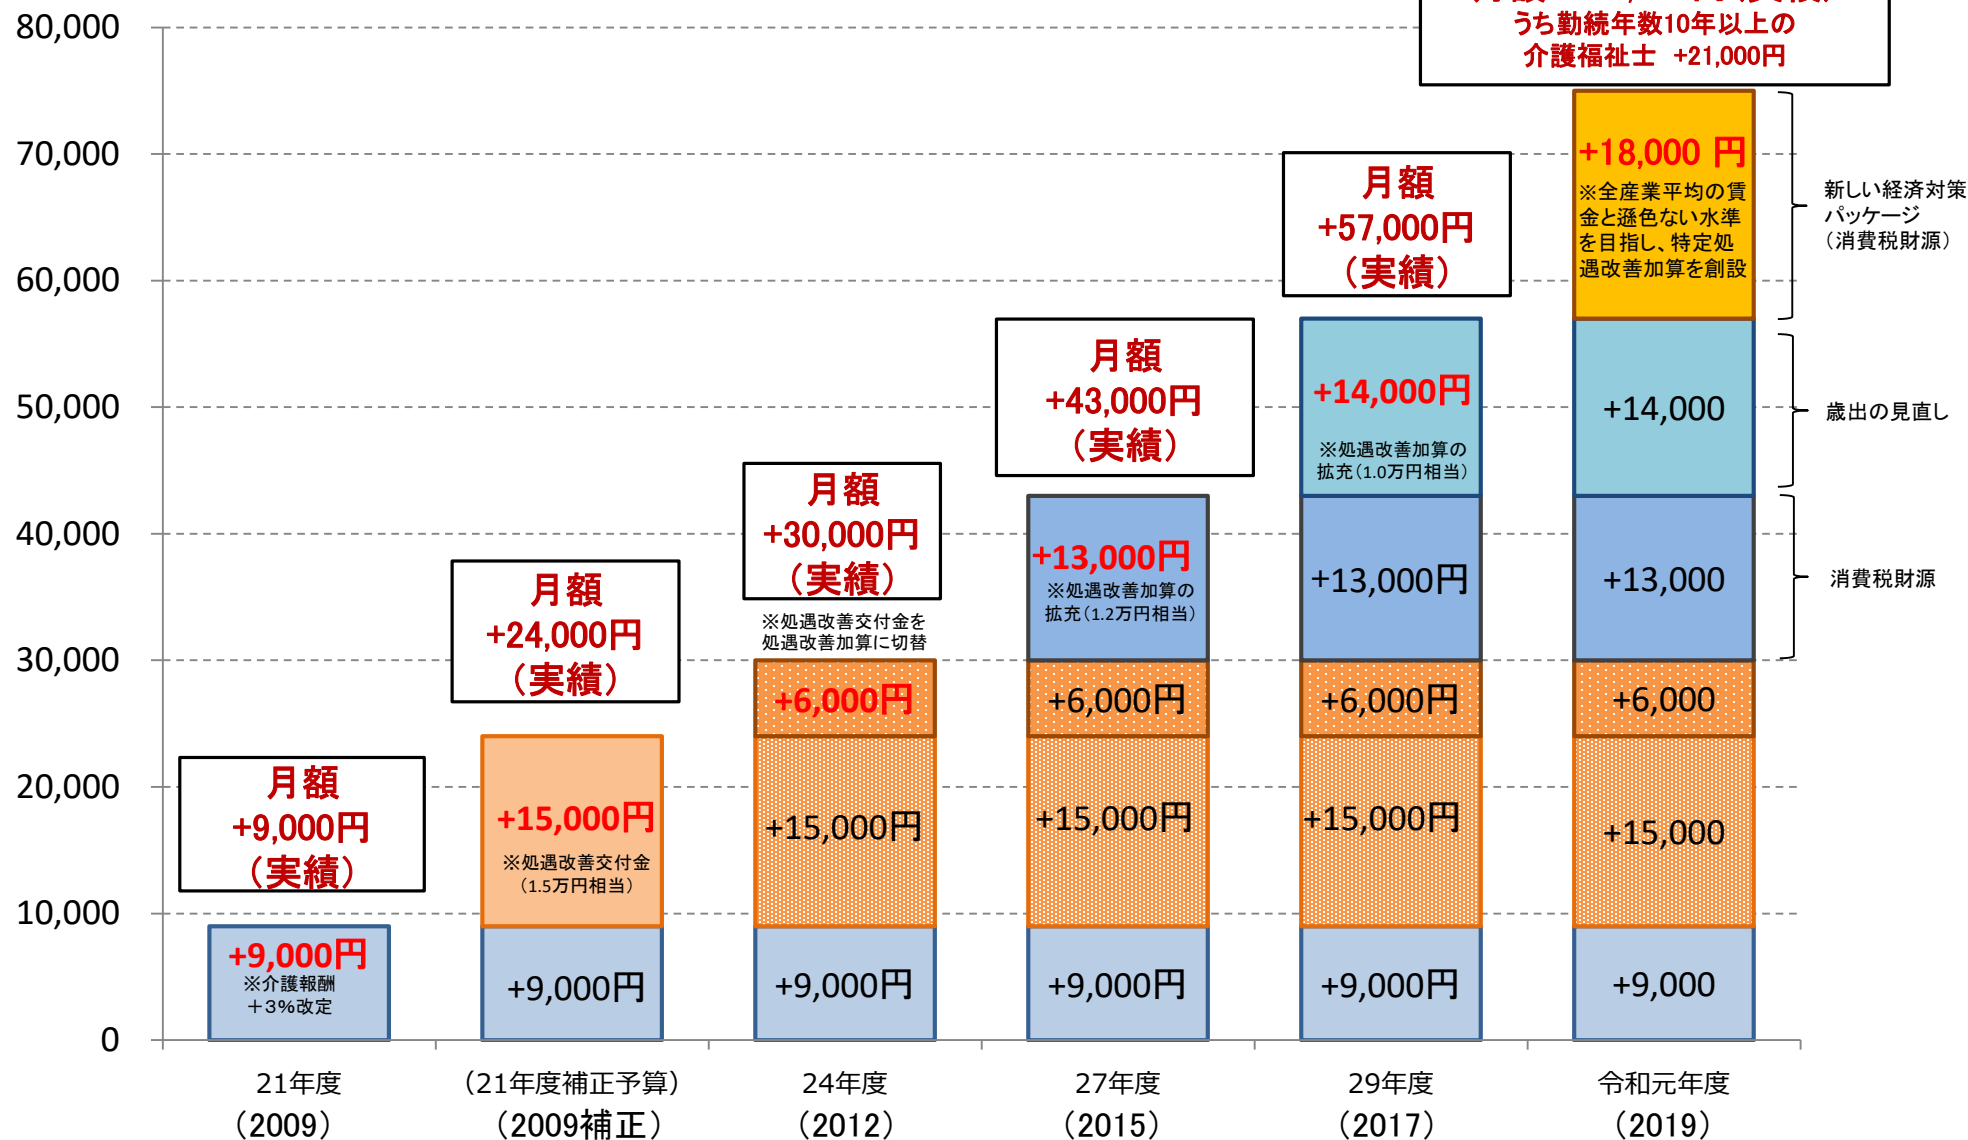 うち勤続年数10年以上の
介護福祉士 +21,000円
80,000
70,000
60,000
50,000
40,000
30,000
20,000
10,000
0
月額
+9,000円
（実績）
+9,000円
※介護報酬
＋3%改定
月額
+24,000円
（実績）
+15,000円
※処遇改善交付金
（1.5万円相当）
+9,000円
月額
+30,000円
（実績）
※処遇改善交付金を
処遇改善加算に切替
+6,000円
+15,000円
+9,000円
月額
+43,000円
（実績）
+13,000円
※処遇改善加算の
拡充（1.2万円相当）
+6,000円
+15,000円
+9,000円
月額
+57,000円
（実績）
+14,000円
※処遇改善加算の
拡充（1.0万円相当）
+13,000円
+6,000円
+15,000円
+9,000円
+18,000 円
※全産業平均の賃
金と遜色ない水準
を目指し、特定処
遇改善加算を創設
+14,000
+13,000
+6,000
+15,000
+9,000
新しい経済対策
パッケージ
（消費税財源）
歳出の見直し
消費税財源
21年度
（2009）
（21年度補正予算）
（2009補正）
24年度
（2012）
27年度
（2015）
29年度
（2017）
令和元年度
（2019）